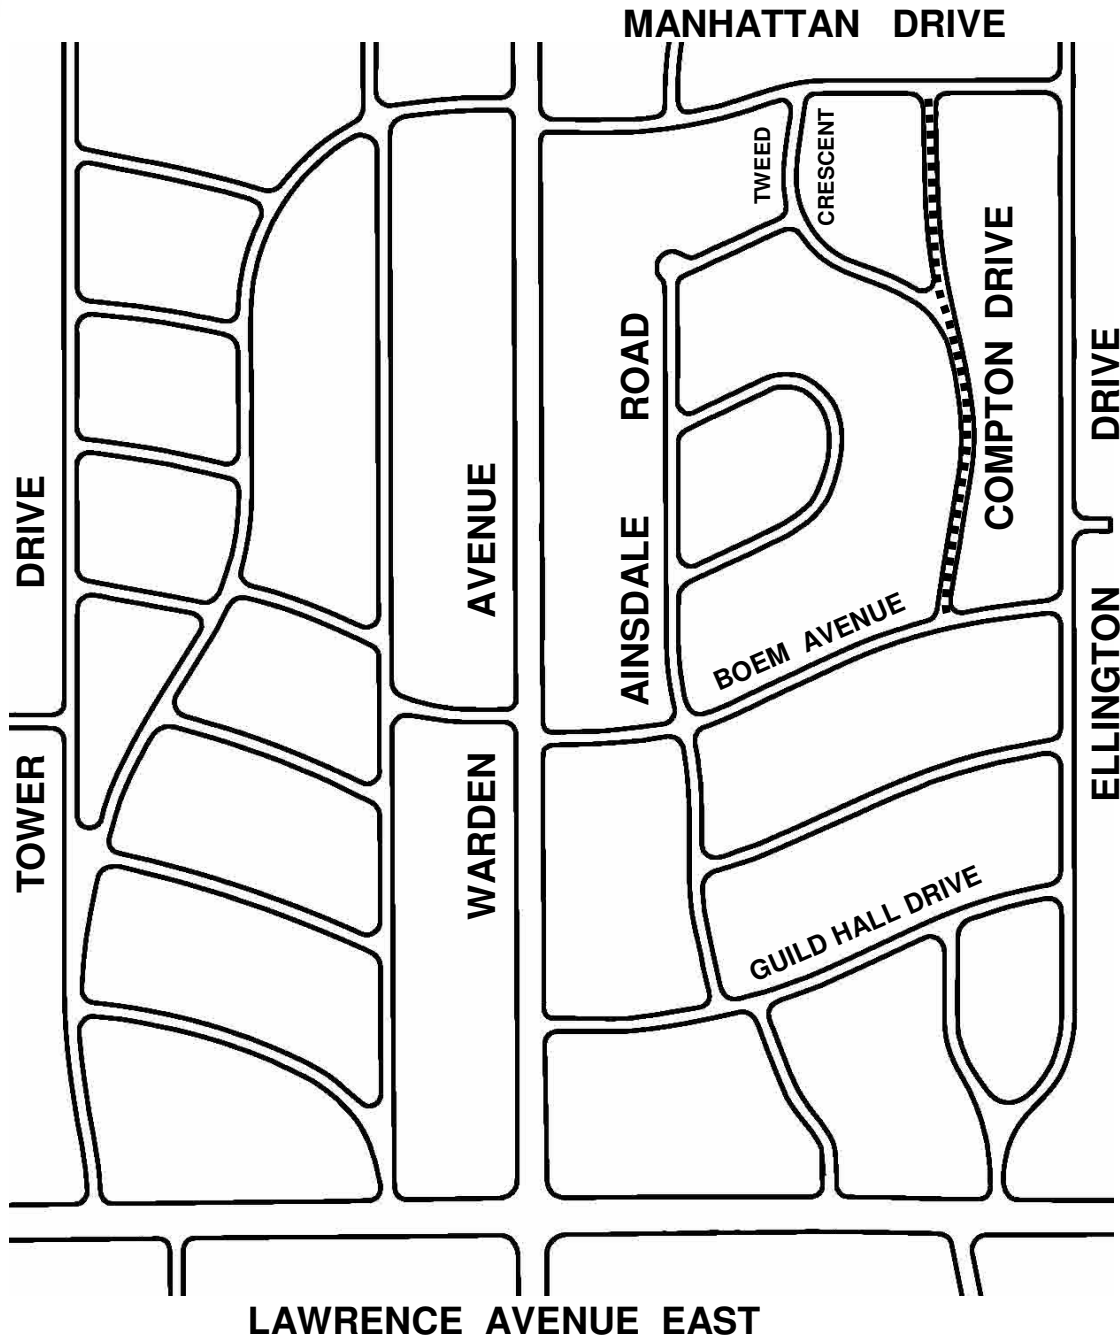 MANHATTAN DRIVE
TWEED
CRESCENT
COMPTON DRIVE
AINSDALE ROAD
ELLINGTON DRIVE
TOWER DRIVE
WARDEN AVENUE
BOEM AVENUE
GUILD HALL DRIVE
LAWRENCE AVENUE EAST